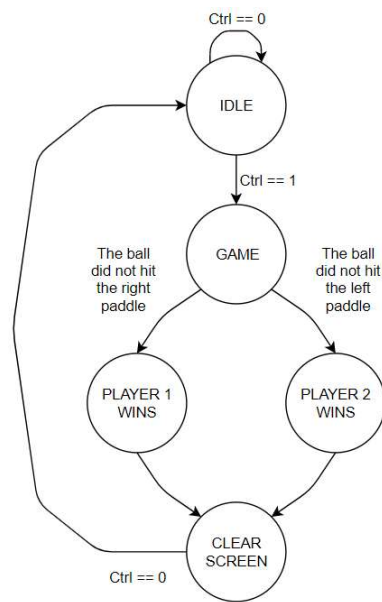 Ctrl == 0
IDLE
Ctrl == 1
GAME
The ball
did not hit
the right
paddle
The ball
did not hit
the left
paddle
PLAYER 1
WINS
PLAYER 2
WINS
CLEAR
SCREEN
Ctrl == 0